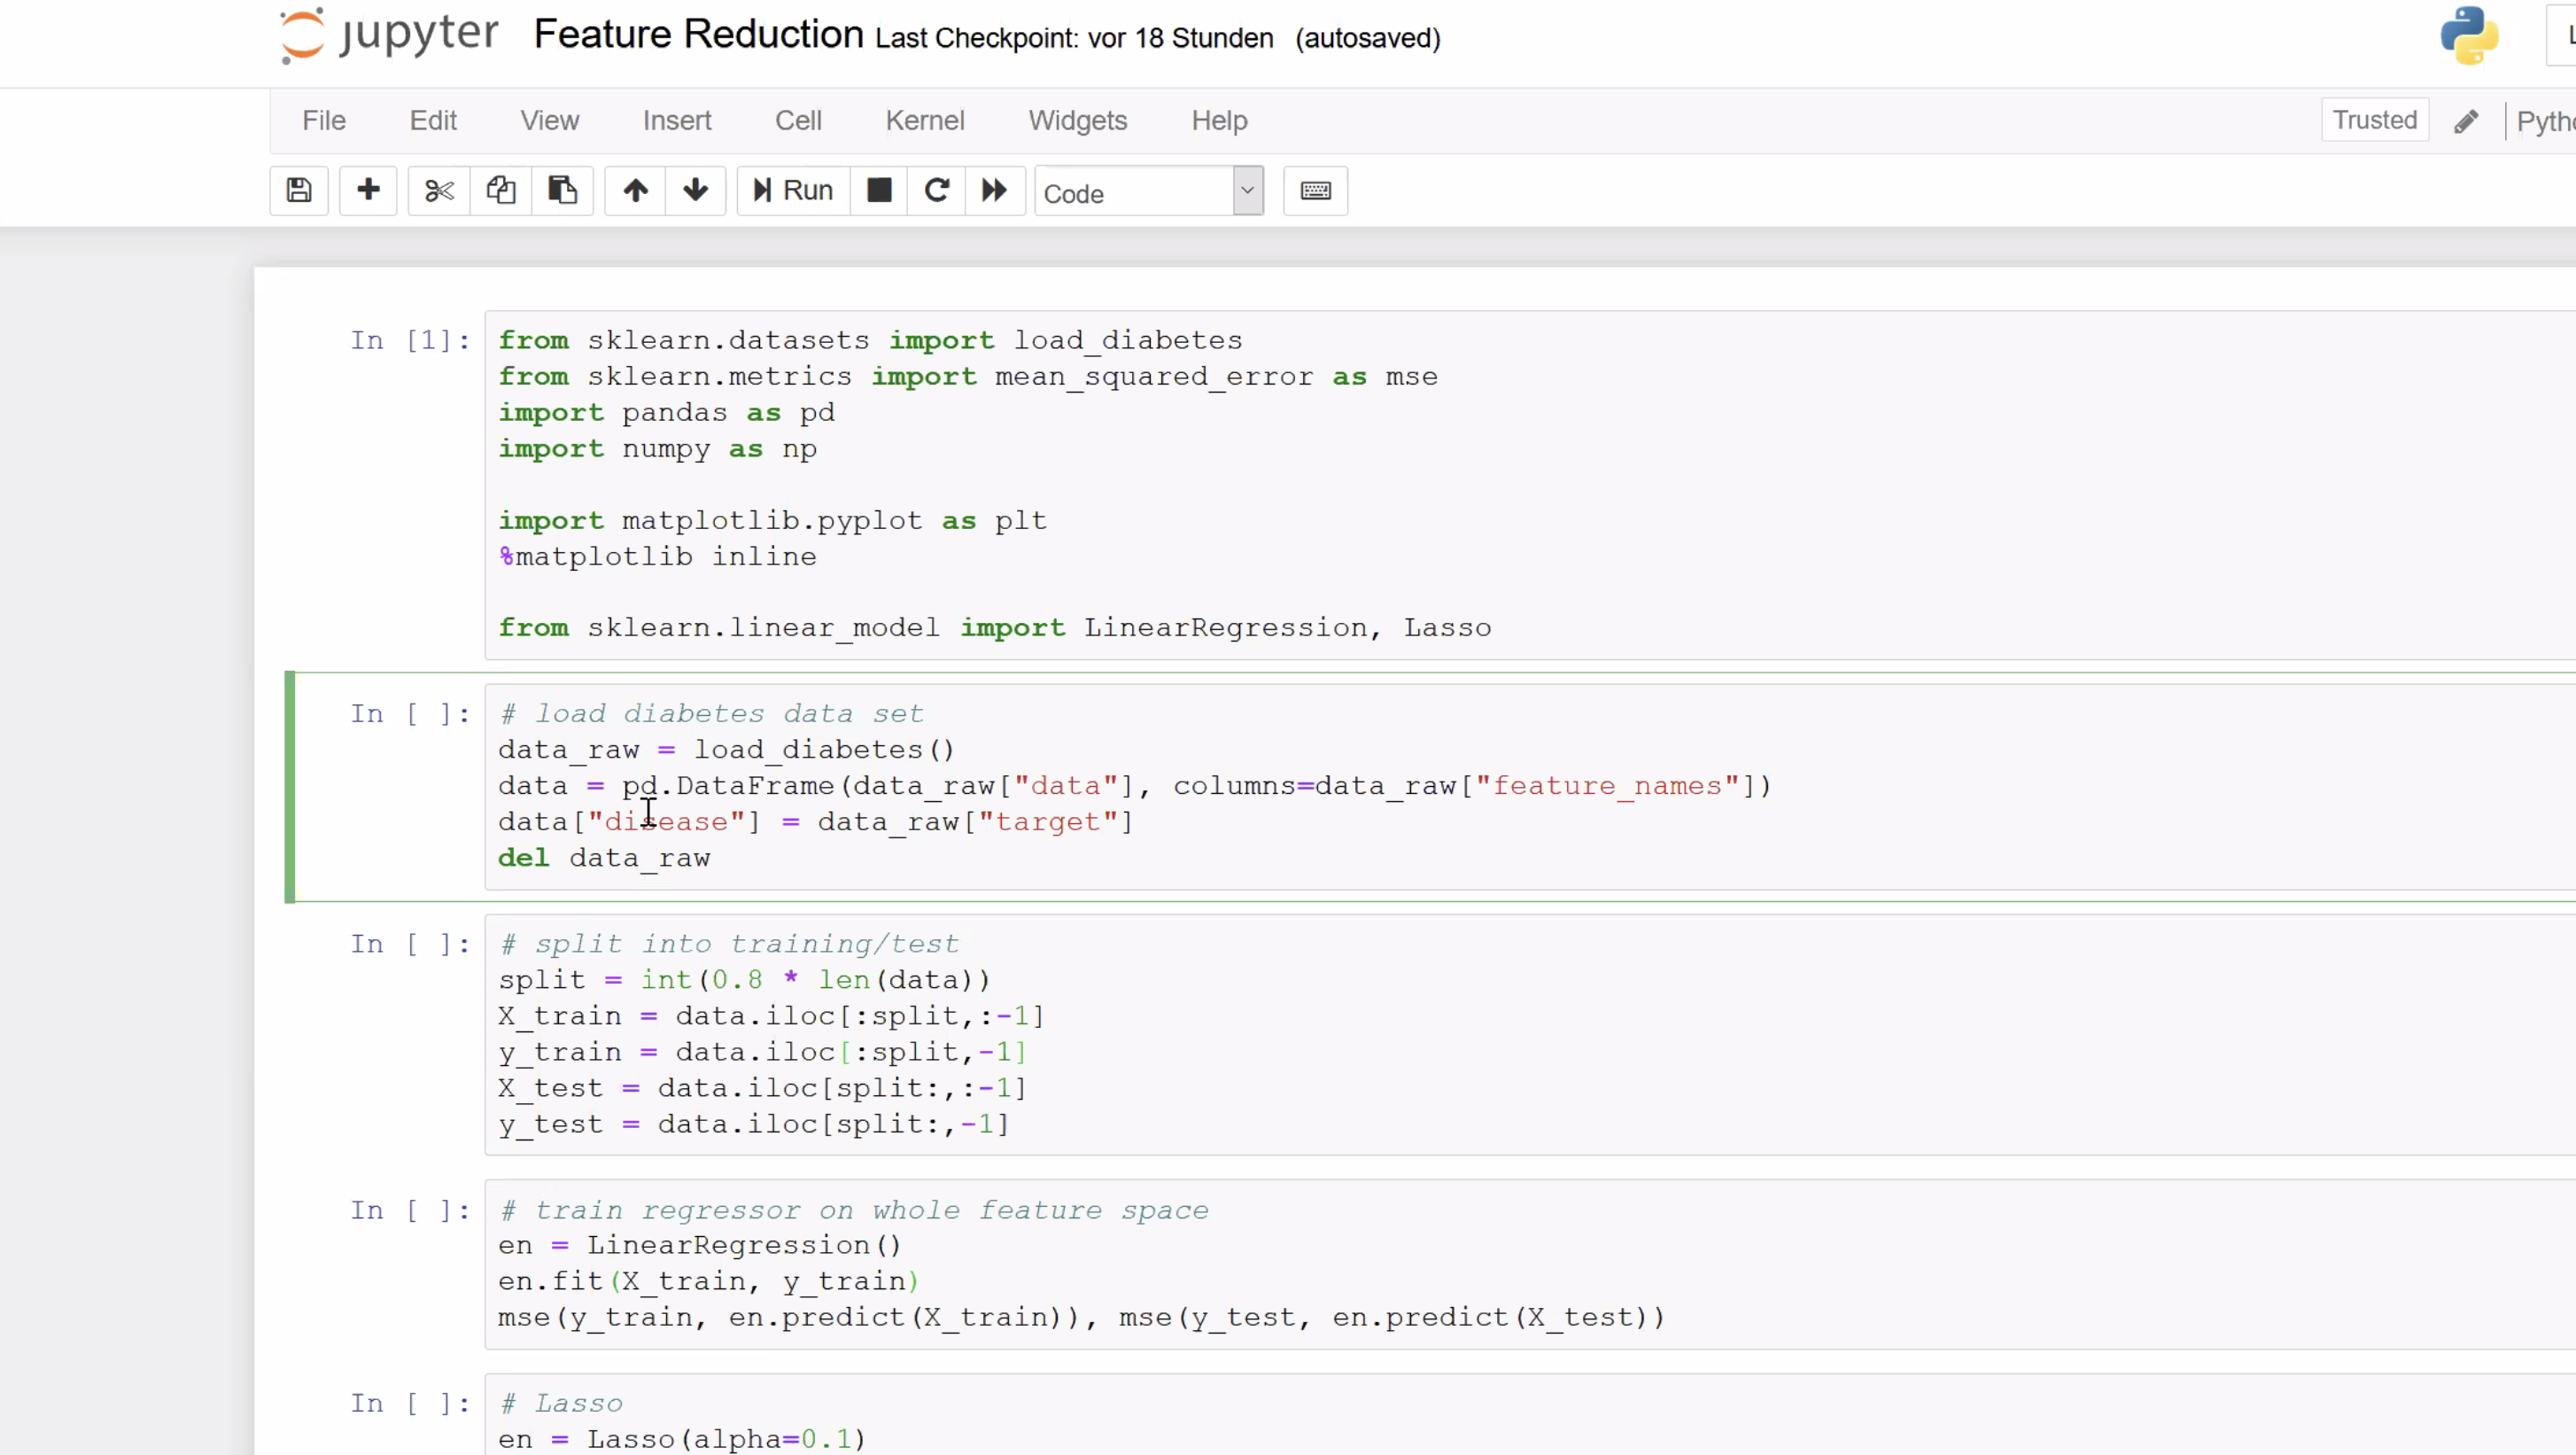 jupyter Feature Reduction Last Checkpoint: vor 18 Stunden (autosaved)
File Edit View Insert Cell Kernel Widgets Help Trusted
Run Code
In [1]: from sklearn.datasets import load_diabetes
from sklearn.metrics import mean_squared_error as mse
import pandas as pd
import numpy as np
import matplotlib.pyplot as plt
%matplotlib inline
from sklearn.linear_model import LinearRegression, Lasso
In [ ]: # load diabetes data set
data_raw = load_diabetes()
data = pd.DataFrame(data_raw["data"], columns=data_raw["feature_names"])
data["disease"] = data_raw["target"]
del data_raw
In [ ]: # split into training/test
split = int(0.8 * len(data))
X_train = data.iloc[:split,:-1]
y_train = data.iloc[:split,-1]
X_test = data.iloc[split:,:-1]
y_test = data.iloc[split:,-1]
In [ ]: # train regressor on whole feature space
en = LinearRegression()
en.fit(X_train, y_train)
mse(y_train, en.predict(X_train)), mse(y_test, en.predict(X_test))
In [ ]: # Lasso
en = Lasso(alpha=0.1)